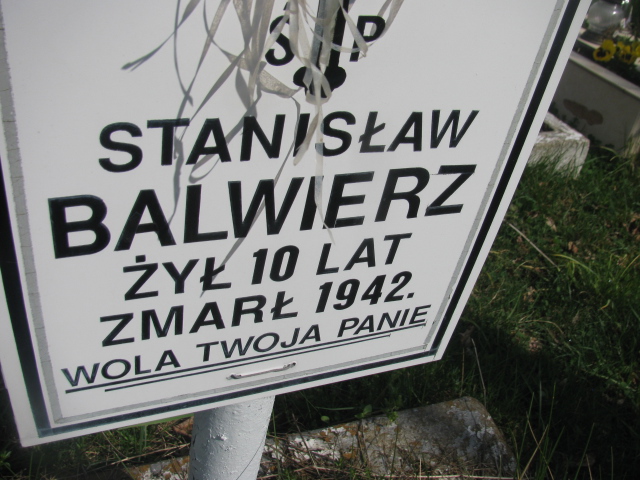 Ś P
STANISŁAW
BALWIERZ
ŻYŁ 10 LAT
ZMARŁ 1942.
WOLA TWOJA PANIE